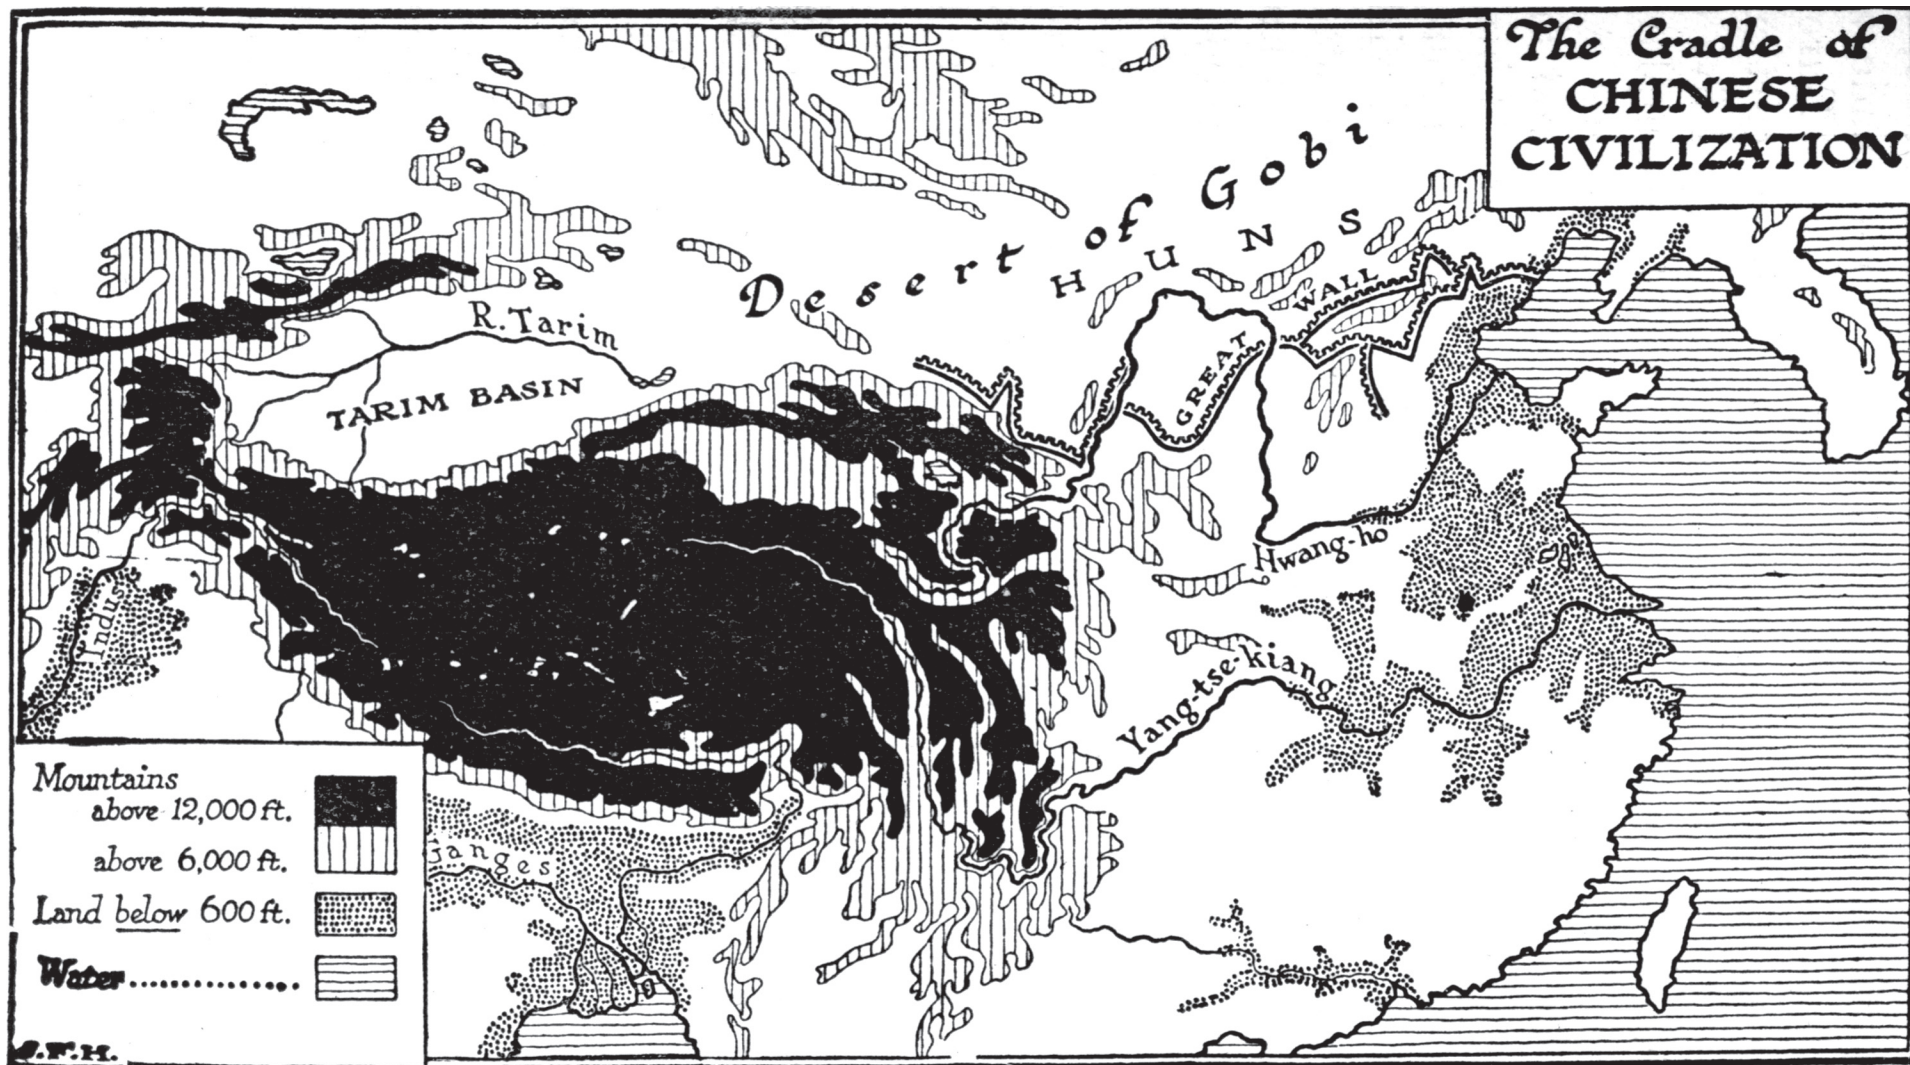 The Cradle of
CHINESE
CIVILIZATION
Desert of Gobi
HUNS
WALL
GREAT
R. Tarim
TARIM BASIN
Hwang-ho
Yang-tse-kiang
Indus
Ganges
Mountains
above 12,000 ft.
above 6,000 ft.
Land below 600 ft.
Water..............
J.F.H.